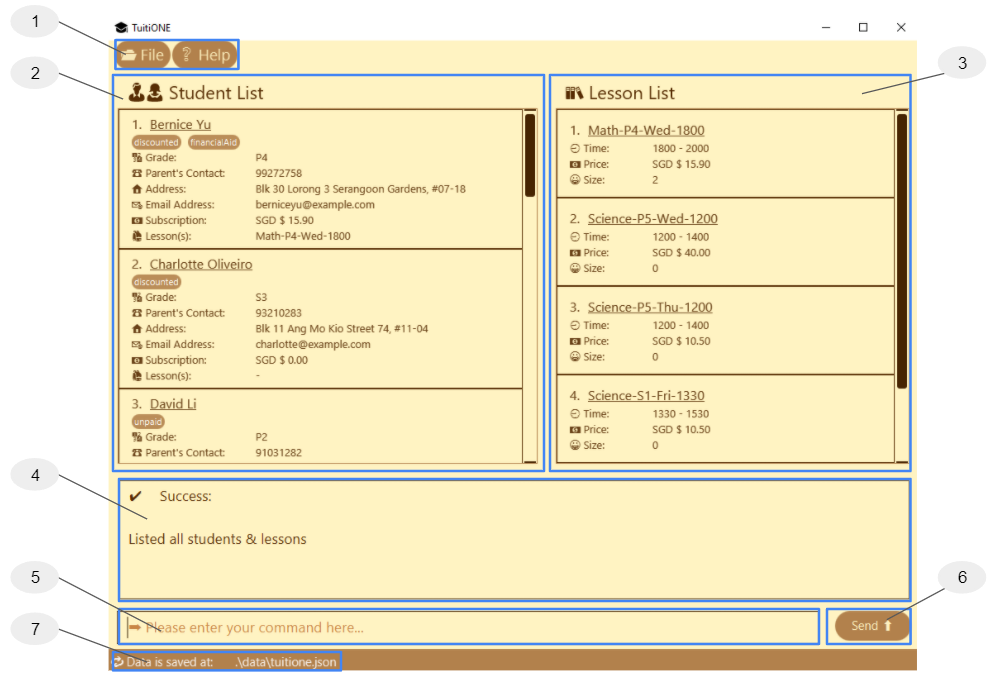 1
TuitiONE
File Help
2
3
Student List
Lesson List
1. Bernice Yu
discounted financialAid
Grade: P4
Parent's Contact: 99272758
Address: Blk 30 Lorong 3 Serangoon Gardens, #07-18
Email Address: berniceyu@example.com
Subscription: SGD $ 15.90
Lesson(s): Math-P4-Wed-1800
2. Charlotte Oliveiro
discounted
Grade: S3
Parent's Contact: 93210283
Address: Blk 11 Ang Mo Kio Street 74, #11-04
Email Address: charlotte@example.com
Subscription: SGD $ 0.00
Lesson(s): -
3. David Li
unpaid
Grade: P2
Parent's Contact: 91031282
1. Math-P4-Wed-1800
Time: 1800 - 2000
Price: SGD $ 15.90
Size: 2
2. Science-P5-Wed-1200
Time: 1200 - 1400
Price: SGD $ 40.00
Size: 0
3. Science-P5-Thu-1200
Time: 1200 - 1400
Price: SGD $ 10.50
Size: 0
4. Science-S1-Fri-1330
Time: 1330 - 1530
Price: SGD $ 10.50
Size: 0
4
Success:
Listed all students & lessons
5
Please enter your command here...
6
Send
7
Data is saved at: .\data\tuitione.json